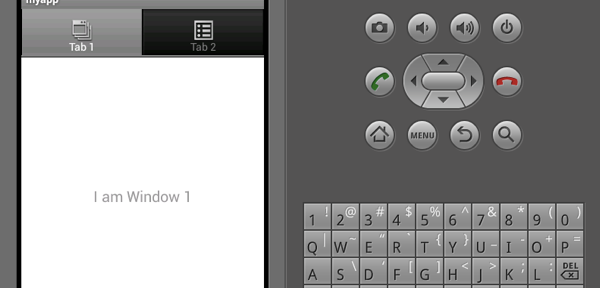 myapp
Tab 1 Tab 2
I am Window 1
MENU
1 ! 2 @ 3 # 4 $ 5 % 6 ^ 7 & 8 * 9 ( 0 )
Q | W ~ E " R ` T { Y } U _ I - O + P =
A S \ D ' F [ G ] H < J > K ; L : DEL